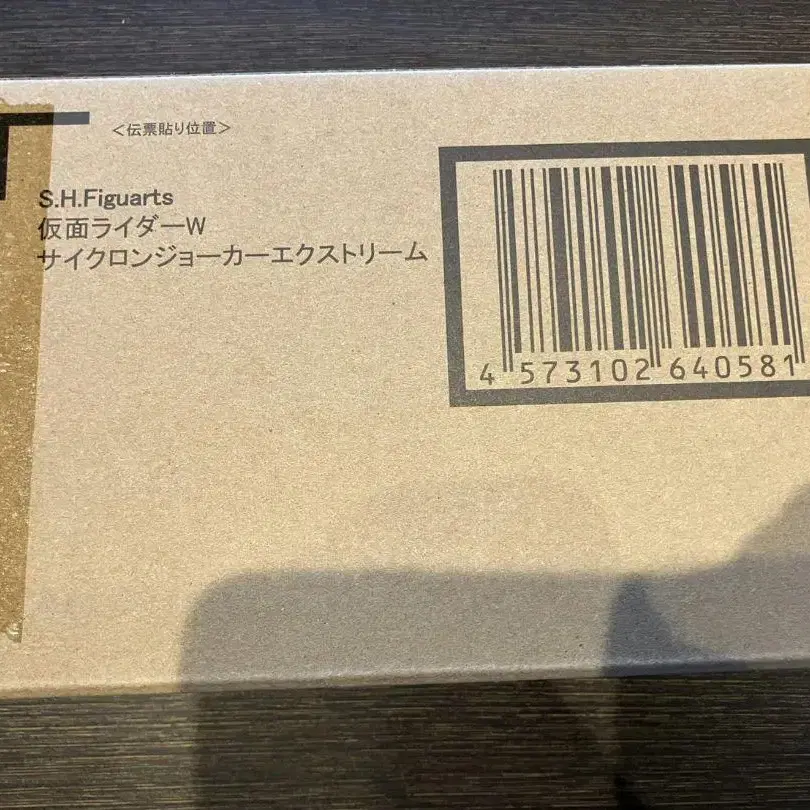 <伝票貼り位置>
S.H.Figuarts
仮面ライダーW
サイクロンジョーカーエクストリーム
4 573102 640581